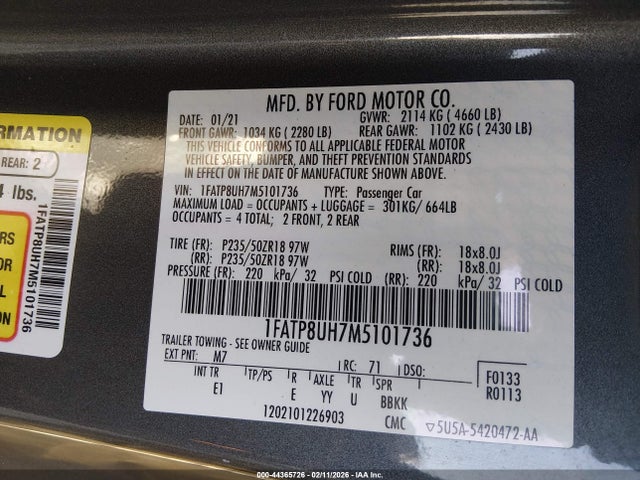 RMATION
REAR: 2
4 lbs.
RS
OR
L
ON
1FATP8UH7M5101736
MFD. BY FORD MOTOR CO.
DATE: 01/21 GVWR: 2114 KG ( 4660 LB)
FRONT GAWR: 1034 KG ( 2280 LB) REAR GAWR: 1102 KG ( 2430 LB)
THIS VEHICLE CONFORMS TO ALL APPLICABLE FEDERAL MOTOR
VEHICLE SAFETY, BUMPER, AND THEFT PREVENTION STANDARDS
IN EFFECT ON THE DATE OF MANUFACTURE SHOWN ABOVE.
VIN: 1FATP8UH7M5101736 TYPE: Passenger Car
MAXIMUM LOAD = OCCUPANTS + LUGGAGE = 301KG/ 664LB
OCCUPANTS = 4 TOTAL; 2 FRONT, 2 REAR
TIRE (FR): P235/50ZR18 97W RIMS (FR): 18x8.0J
(RR): P235/50ZR18 97W (RR): 18x8.0J
PRESSURE (FR): 220 kPa/ 32 PSI COLD (RR): 220 kPa/ 32 PSI COLD
1FATP8UH7M5101736
TRAILER TOWING - SEE OWNER GUIDE
EXT PNT: M7 RC: 71 DSO: F0133
INT TR TP/PS R AXLE TR SPR R0113
E1 E YY U BBKK
1202101226903 CMC ▽5U5A-5420472-AA
000-44365726 - 02/11/2026 - IAA Inc.